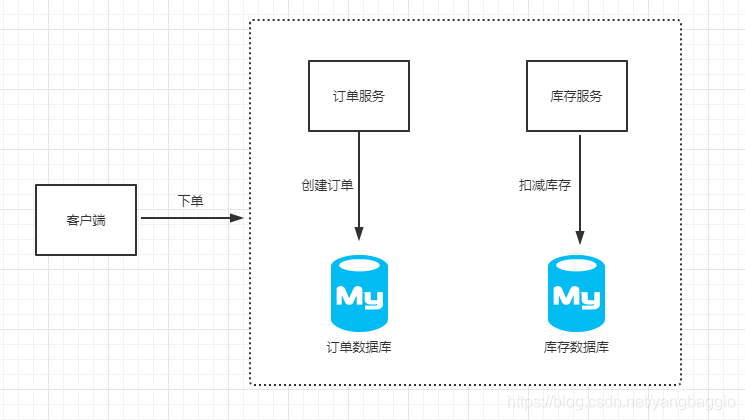 订单服务
库存服务
创建订单
扣减库存
下单
客户端
My
My
订单数据库
库存数据库
https://blog.csdn.net/yangbaggio